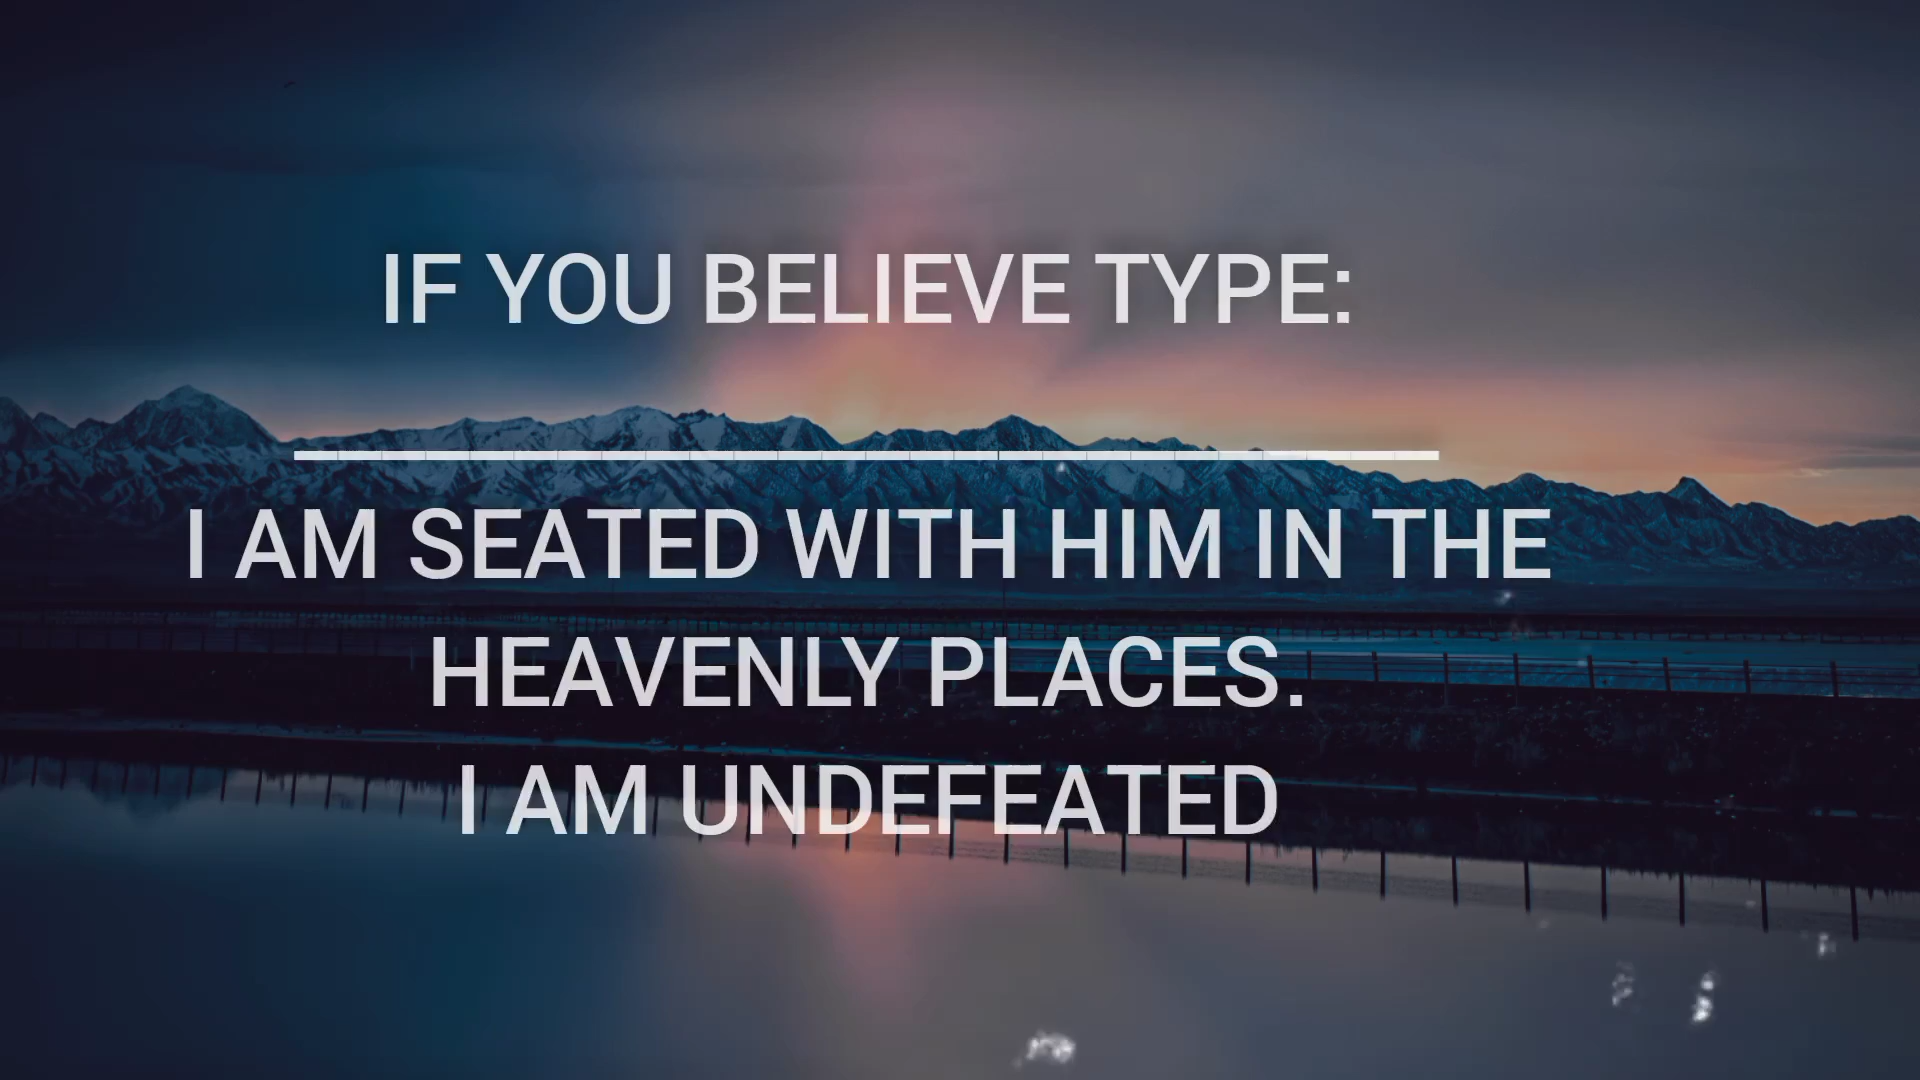 IF YOU BELIEVE TYPE:
I AM SEATED WITH HIM IN THE
HEAVENLY PLACES.
I AM UNDEFEATED